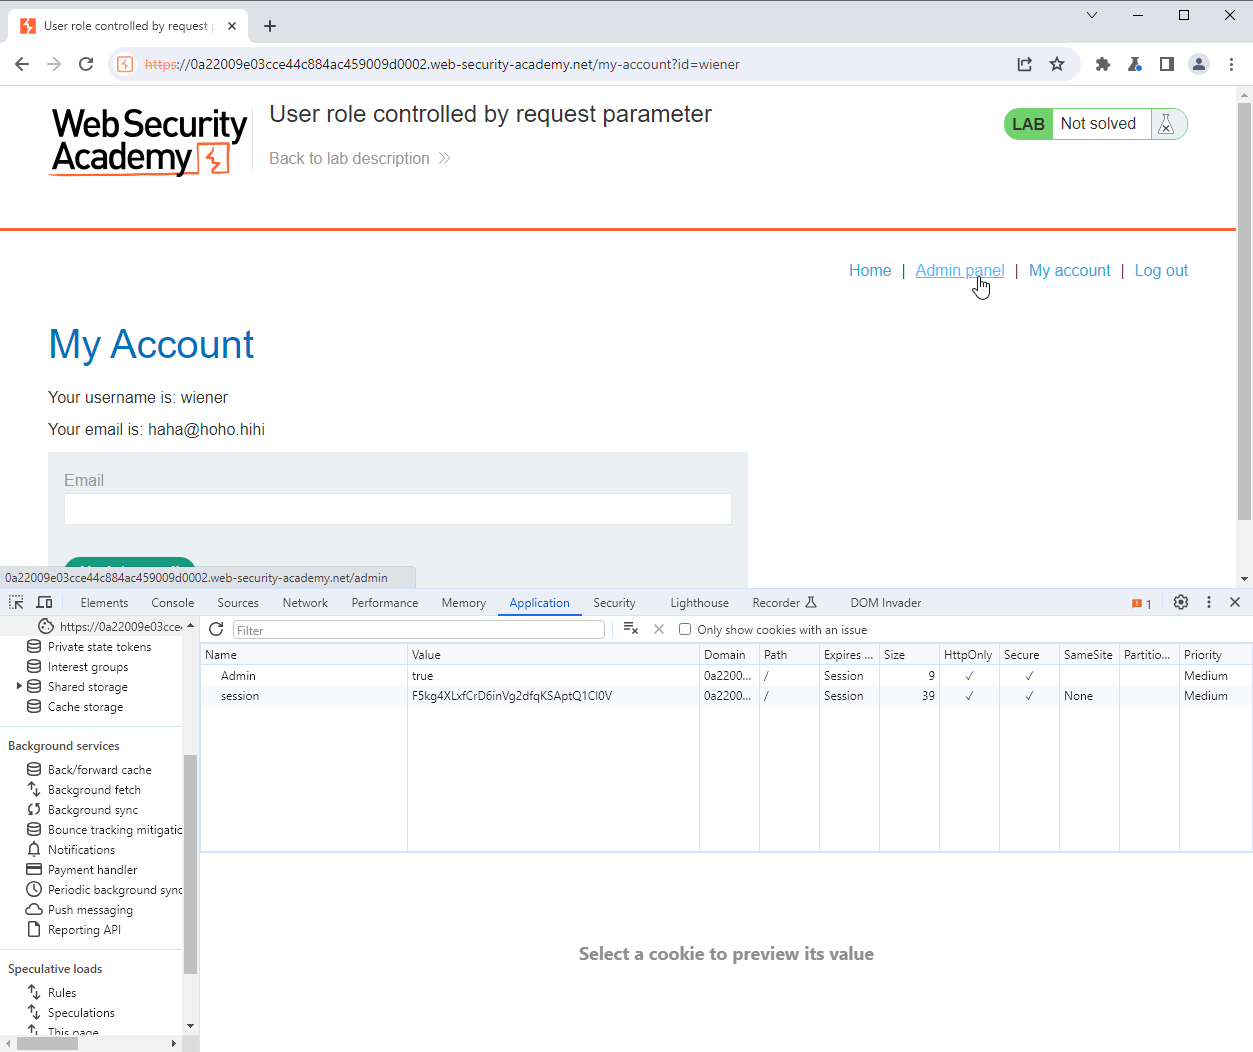 User role controlled by request
https://0a22009e03cce44c884ac459009d0002.web-security-academy.net/my-account?id=wiener
Web Security
Academy
User role controlled by request parameter
Back to lab description
LAB Not solved
Home | Admin panel | My account | Log out
My Account
Your username is: wiener
Your email is: haha@hoho.hihi
Email
0a22009e03cce44c884ac459009d0002.web-security-academy.net/admin
Elements Console Sources Network Performance Memory Application Security Lighthouse Recorder DOM Invader 1
https://0a22009e03cce
Private state tokens
Interest groups
Shared storage
Cache storage
Background services
Back/forward cache
Background fetch
Background sync
Bounce tracking mitigatic
Notifications
Payment handler
Periodic background sync
Push messaging
Reporting API
Speculative loads
Rules
Speculations
This page
Filter
Only show cookies with an issue
Name Value Domain Path Expires ... Size HttpOnly Secure SameSite Partitio... Priority
Admin true 0a2200... / Session 9 ✓ ✓ Medium
session F5kg4XLxfCrD6inVg2dfqKSAptQ1Cl0V 0a2200... / Session 39 ✓ ✓ None Medium
Select a cookie to preview its value